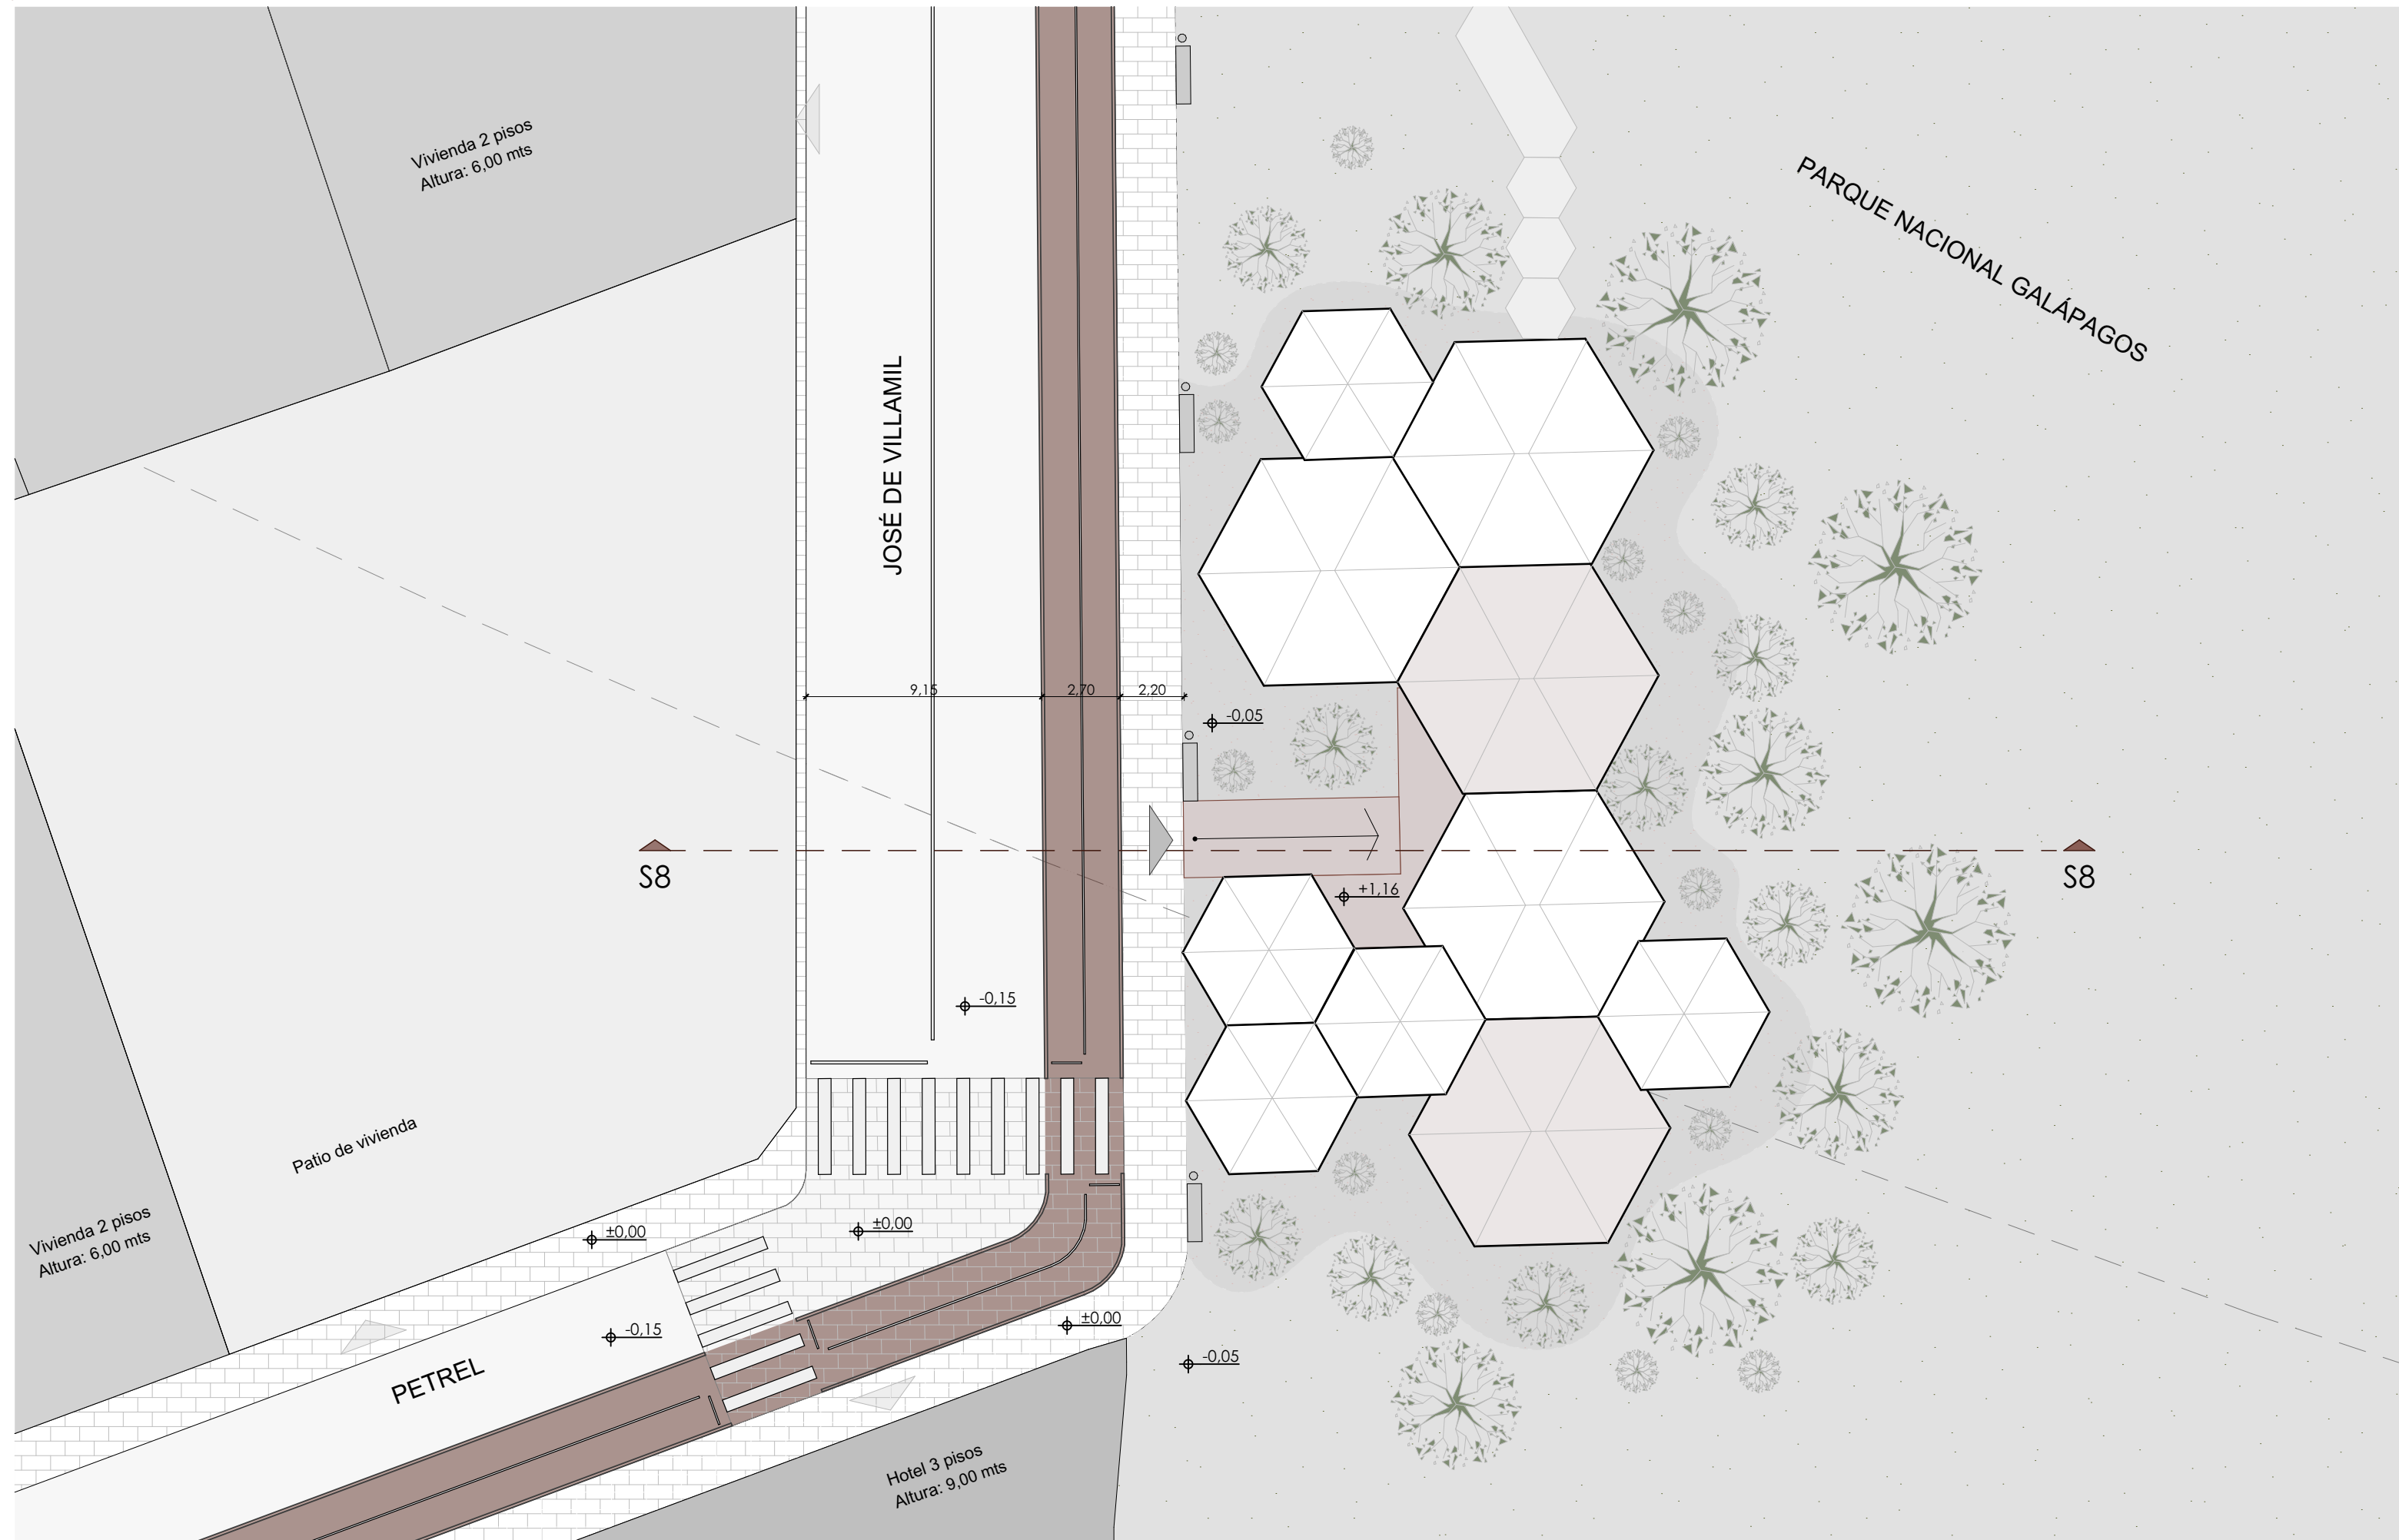 Vivienda 2 pisos
Altura: 6,00 mts
PARQUE NACIONAL GALÁPAGOS
JOSÉ DE VILLAMIL
9,15
2,70
2,20
-0,05
S8
S8
+1,16
-0,15
Patio de vivienda
Vivienda 2 pisos
Altura: 6,00 mts
±0,00
±0,00
±0,00
-0,15
-0,05
PETREL
Hotel 3 pisos
Altura: 9,00 mts